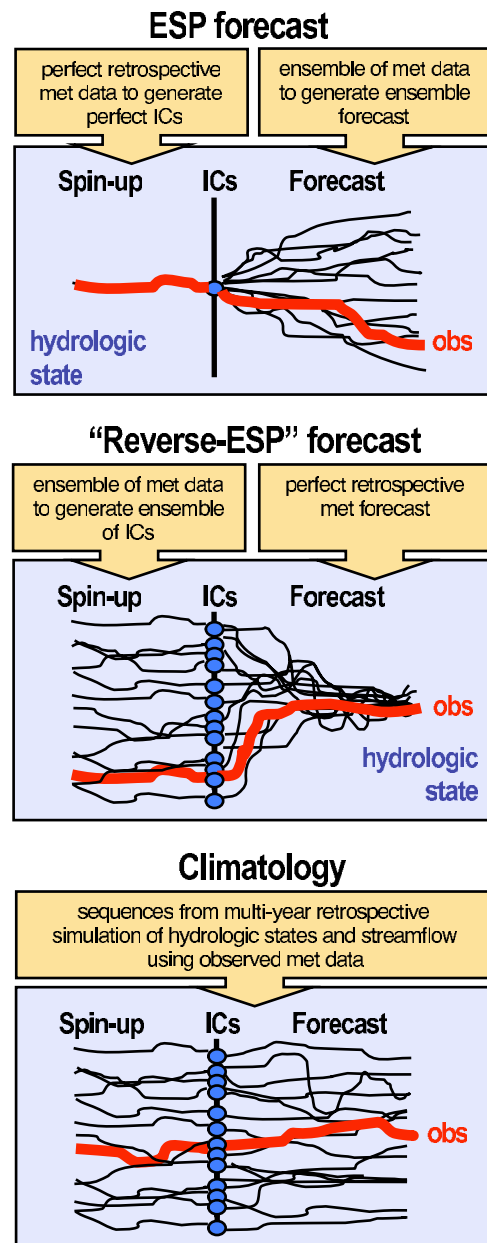 ESP forecast
perfect retrospective
met data to generate
perfect ICs
ensemble of met data
to generate ensemble
forecast
Spin-up ICs Forecast
hydrologic
state
obs
“Reverse-ESP” forecast
ensemble of met data
to generate ensemble
of ICs
perfect retrospective
met forecast
Spin-up ICs Forecast
obs
hydrologic
state
Climatology
sequences from multi-year retrospective
simulation of hydrologic states and streamflow
using observed met data
Spin-up ICs Forecast
obs